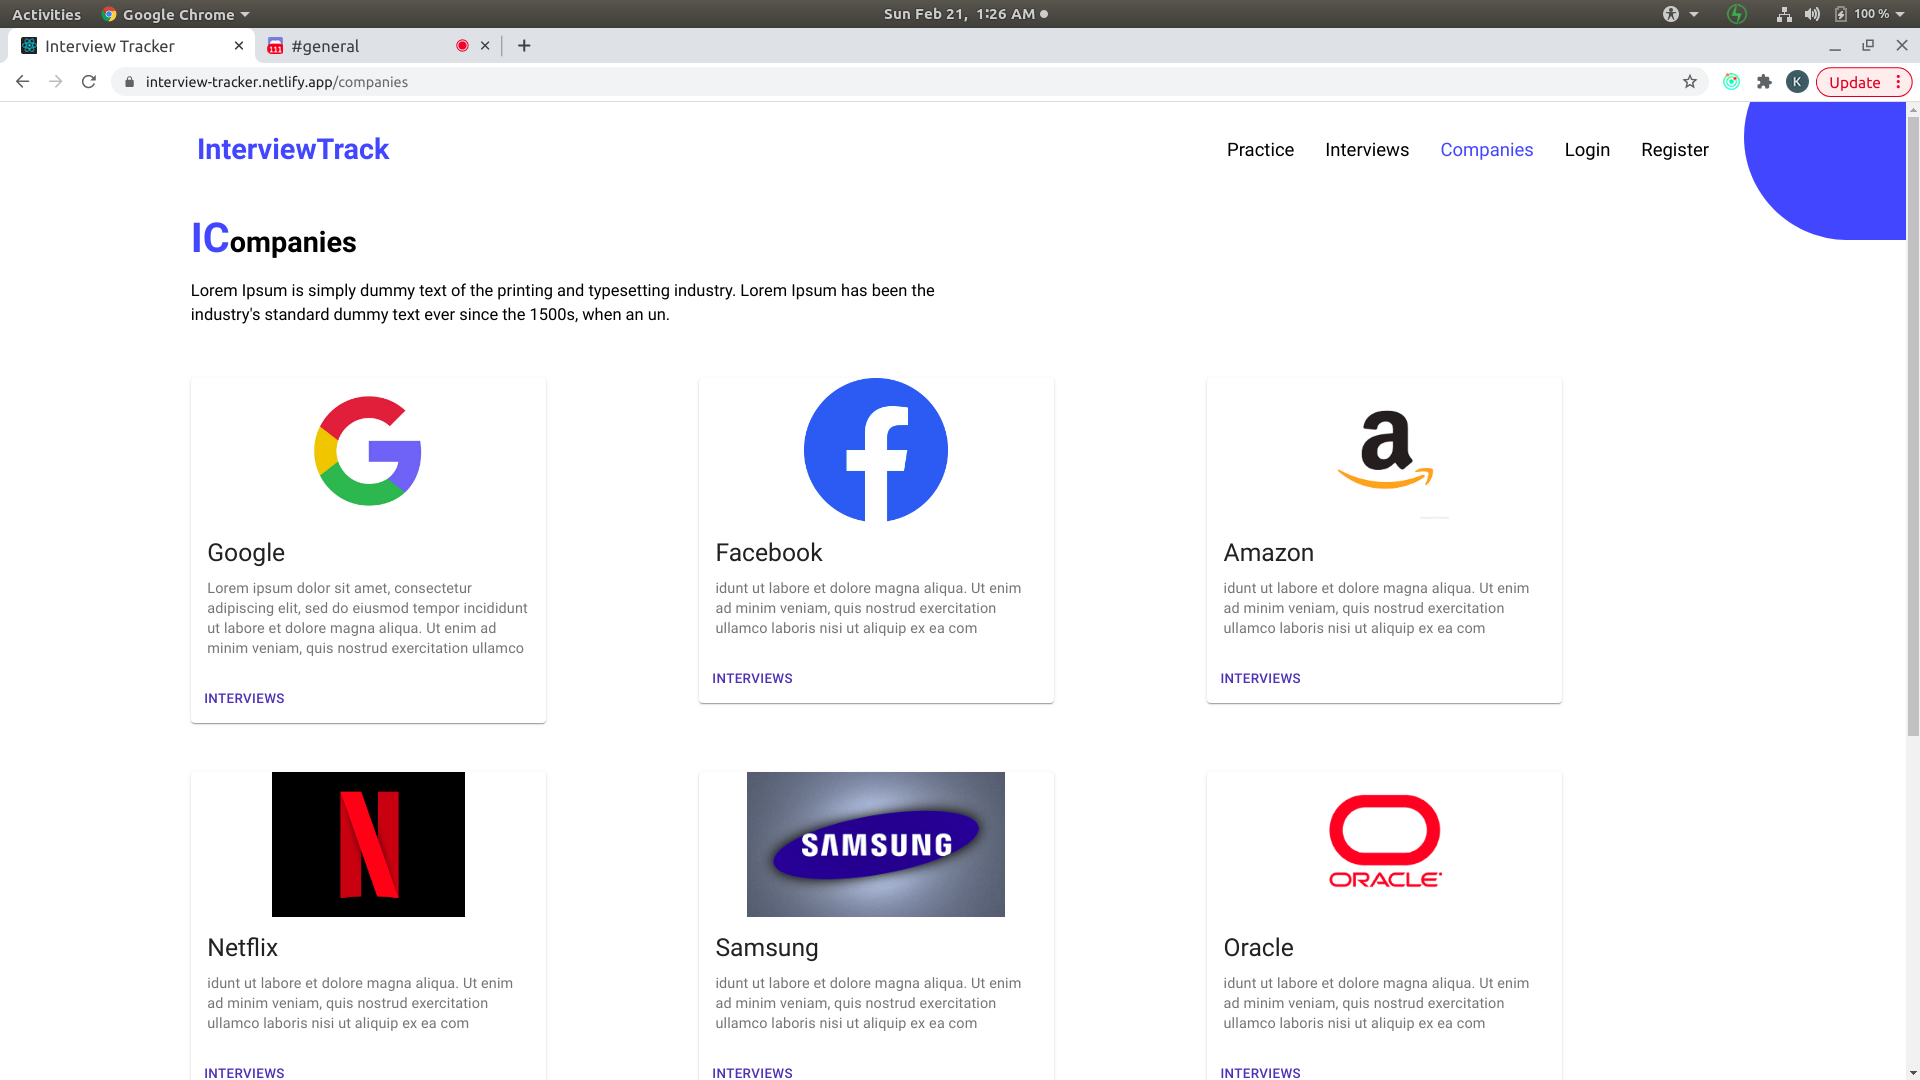 Activities Google Chrome Sun Feb 21, 1:26 AM 100 %
Interview Tracker 111 #general
interview-tracker.netlify.app/companies K Update
InterviewTrack Practice Interviews Companies Login Register
ICompanies
Lorem Ipsum is simply dummy text of the printing and typesetting industry. Lorem Ipsum has been the
industry's standard dummy text ever since the 1500s, when an un.
Google
Lorem ipsum dolor sit amet, consectetur
adipiscing elit, sed do eiusmod tempor incididunt
ut labore et dolore magna aliqua. Ut enim ad
minim veniam, quis nostrud exercitation ullamco
INTERVIEWS
Facebook
idunt ut labore et dolore magna aliqua. Ut enim
ad minim veniam, quis nostrud exercitation
ullamco laboris nisi ut aliquip ex ea com
INTERVIEWS
a
Amazon
idunt ut labore et dolore magna aliqua. Ut enim
ad minim veniam, quis nostrud exercitation
ullamco laboris nisi ut aliquip ex ea com
INTERVIEWS
N
Netflix
idunt ut labore et dolore magna aliqua. Ut enim
ad minim veniam, quis nostrud exercitation
ullamco laboris nisi ut aliquip ex ea com
INTERVIEWS
SAMSUNG
Samsung
idunt ut labore et dolore magna aliqua. Ut enim
ad minim veniam, quis nostrud exercitation
ullamco laboris nisi ut aliquip ex ea com
INTERVIEWS
ORACLE
Oracle
idunt ut labore et dolore magna aliqua. Ut enim
ad minim veniam, quis nostrud exercitation
ullamco laboris nisi ut aliquip ex ea com
INTERVIEWS